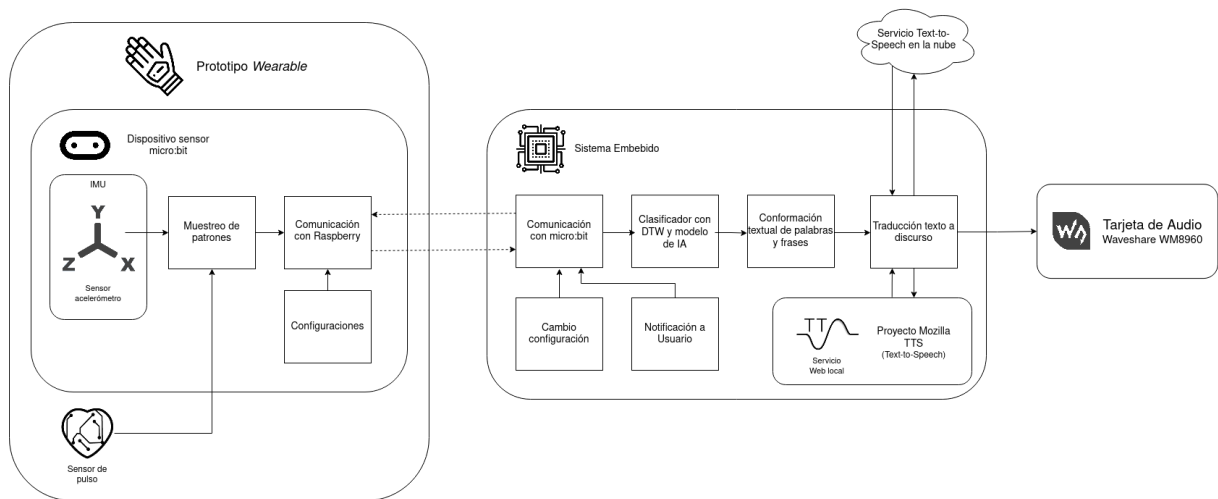 Prototipo Wearable
Dispositivo sensor
micro:bit
IMU
Y
Z
X
Sensor
acelerómetro
Muestreo de
patrones
Comunicación
con Raspberry
Configuraciones
Sensor de
pulso
Servicio Text-to-
Speech en la nube
Sistema Embebido
Comunicación
con micro:bit
Clasificador con
DTW y modelo
de IA
Conformación
textual de palabras
y frases
Traducción texto a
discurso
Cambio
configuración
Notificación a
Usuario
TT
Servicio
Web local
Proyecto Mozilla
TTS
(Text-to-Speech)
Tarjeta de Audio
Waveshare WM8960